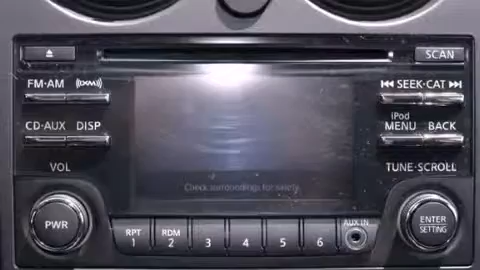 SCAN
FM·AM ((XM)) ⏮ SEEK·CAT ⏭
CD·AUX DISP
iPod
MENU BACK
VOL TUNE·SCROLL
Check surroundings for safety.
PWR
ENTER
SETTING
RPT RDM
1 2 3 4 5 6
AUX IN